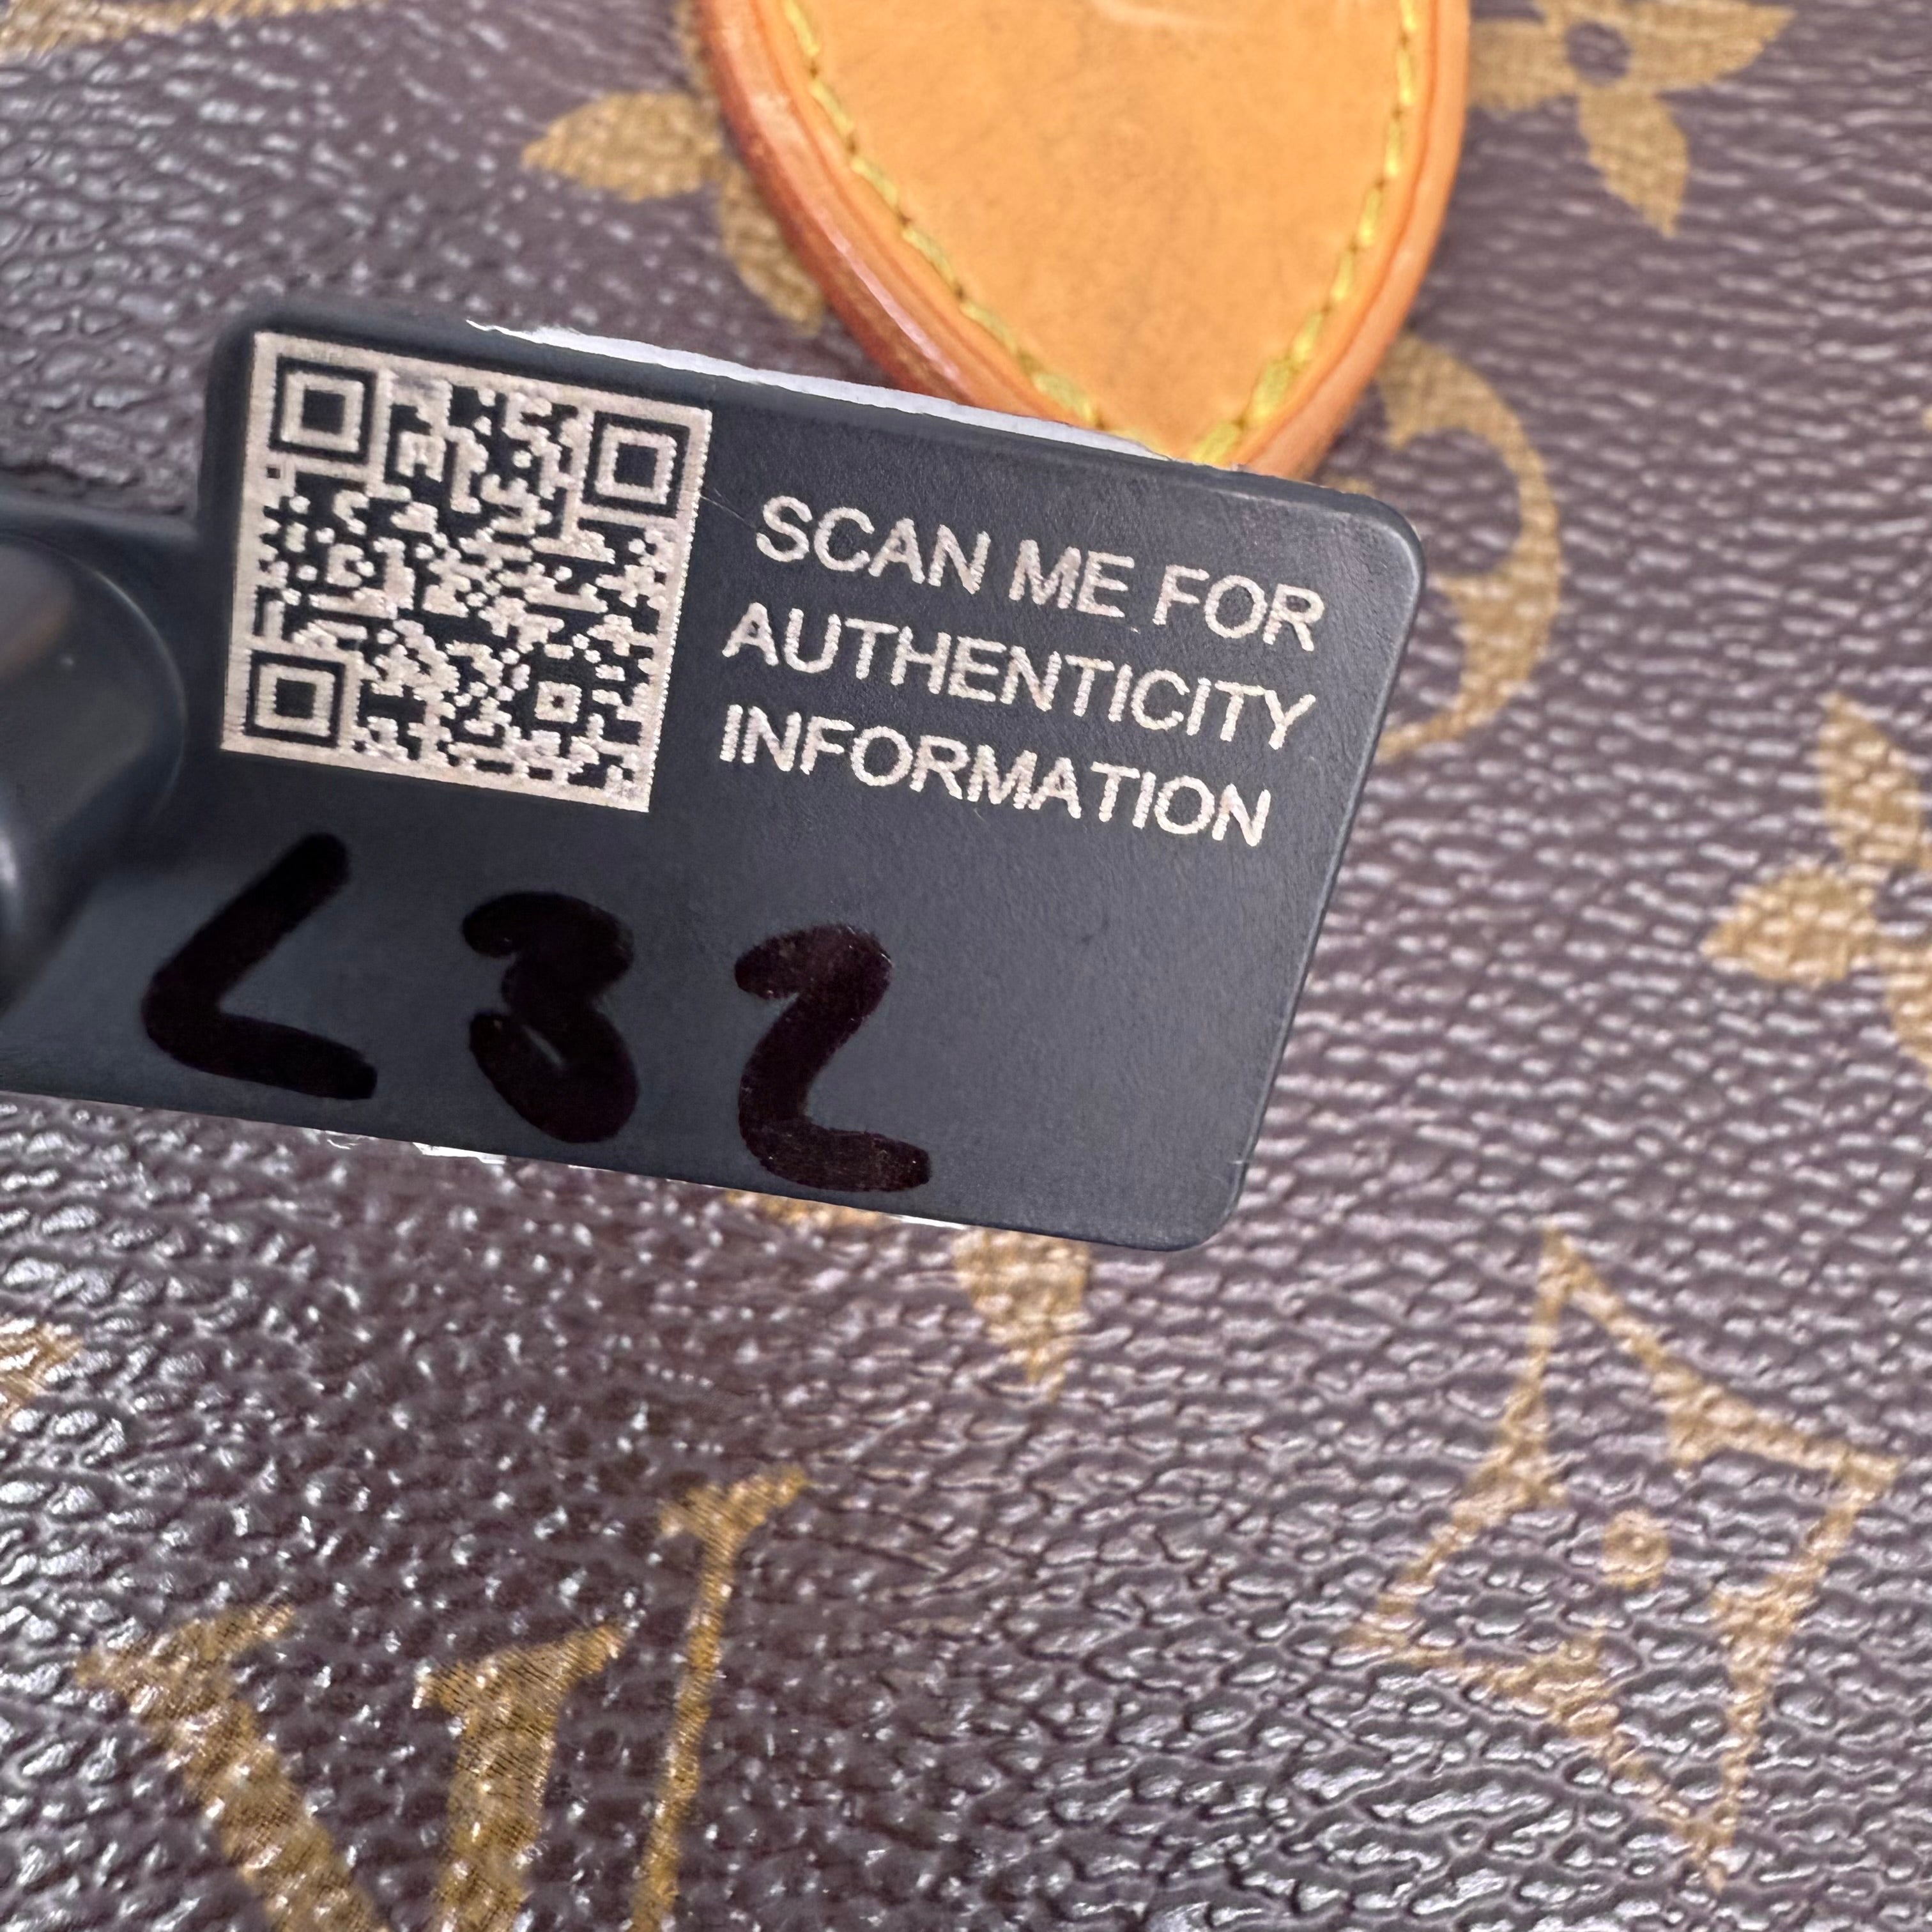 SCAN ME FOR
AUTHENTICITY
INFORMATION
L32